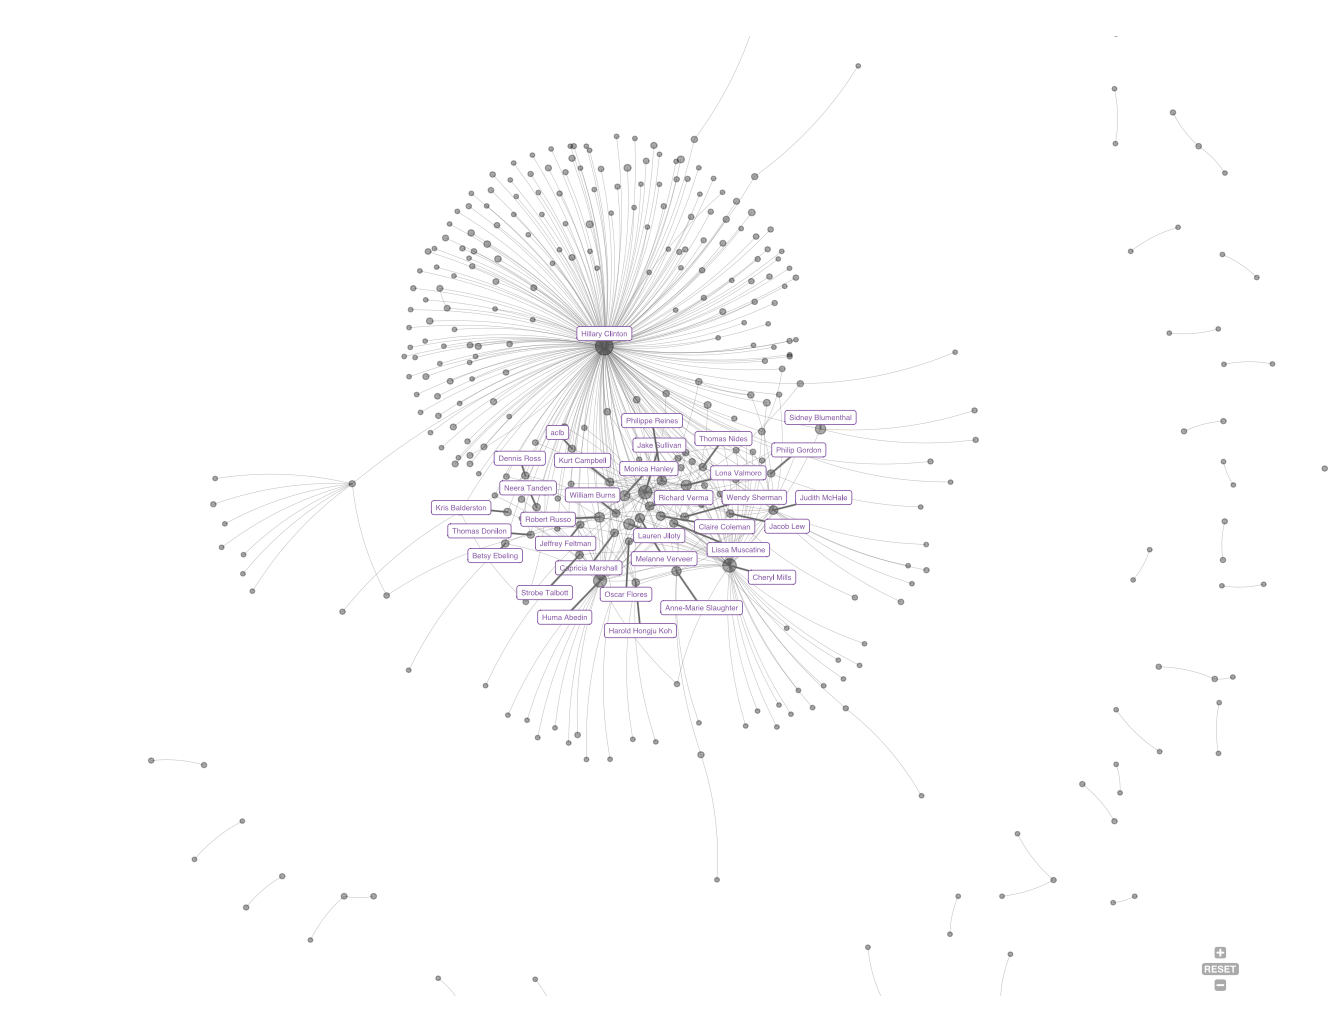 Hillary Clinton
Sidney Blumenthal
Philippe Reines
aclb
Thomas Nides
Jake Sullivan
Philip Gordon
Dennis Ross
Kurt Campbell
Monica Hanley
Lona Valmoro
Neera Tanden
William Burns
Richard Verma
Wendy Sherman
Judith McHale
Kris Balderston
Robert Russo
Claire Coleman
Jacob Lew
Thomas Donilon
Lauren Jiloty
Jeffrey Feltman
Lissa Muscatine
Betsy Ebeling
Melanne Verveer
Capricia Marshall
Cheryl Mills
Strobe Talbott
Oscar Flores
Anne-Marie Slaughter
Huma Abedin
Harold Hongju Koh
+
RESET
−